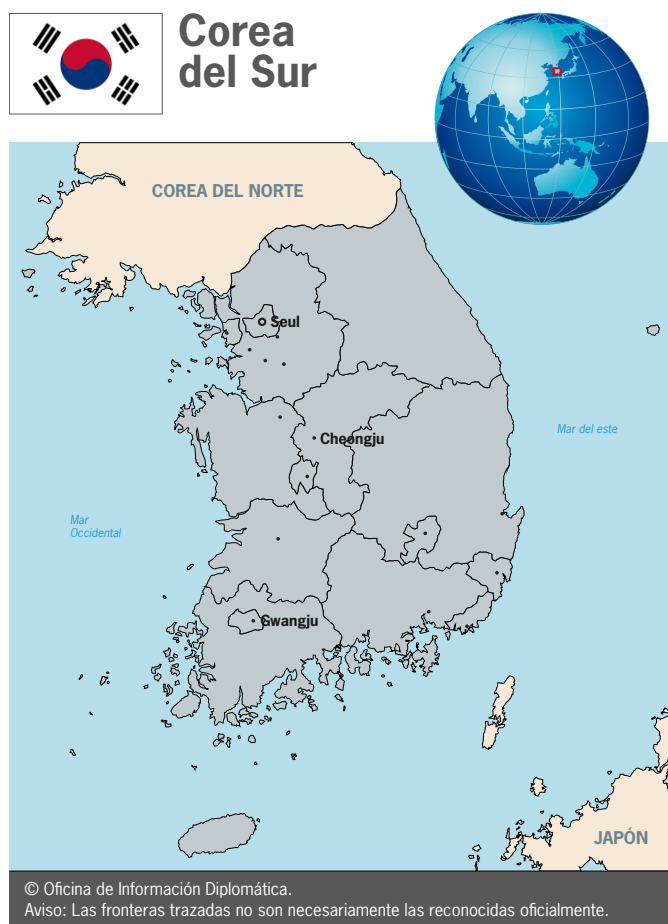 Corea
del Sur
COREA DEL NORTE
Seul
Cheongju
Mar del este
Mar
Occidental
Gwangju
JAPÓN
© Oficina de Información Diplomática.
Aviso: Las fronteras trazadas no son necesariamente las reconocidas oficialmente.